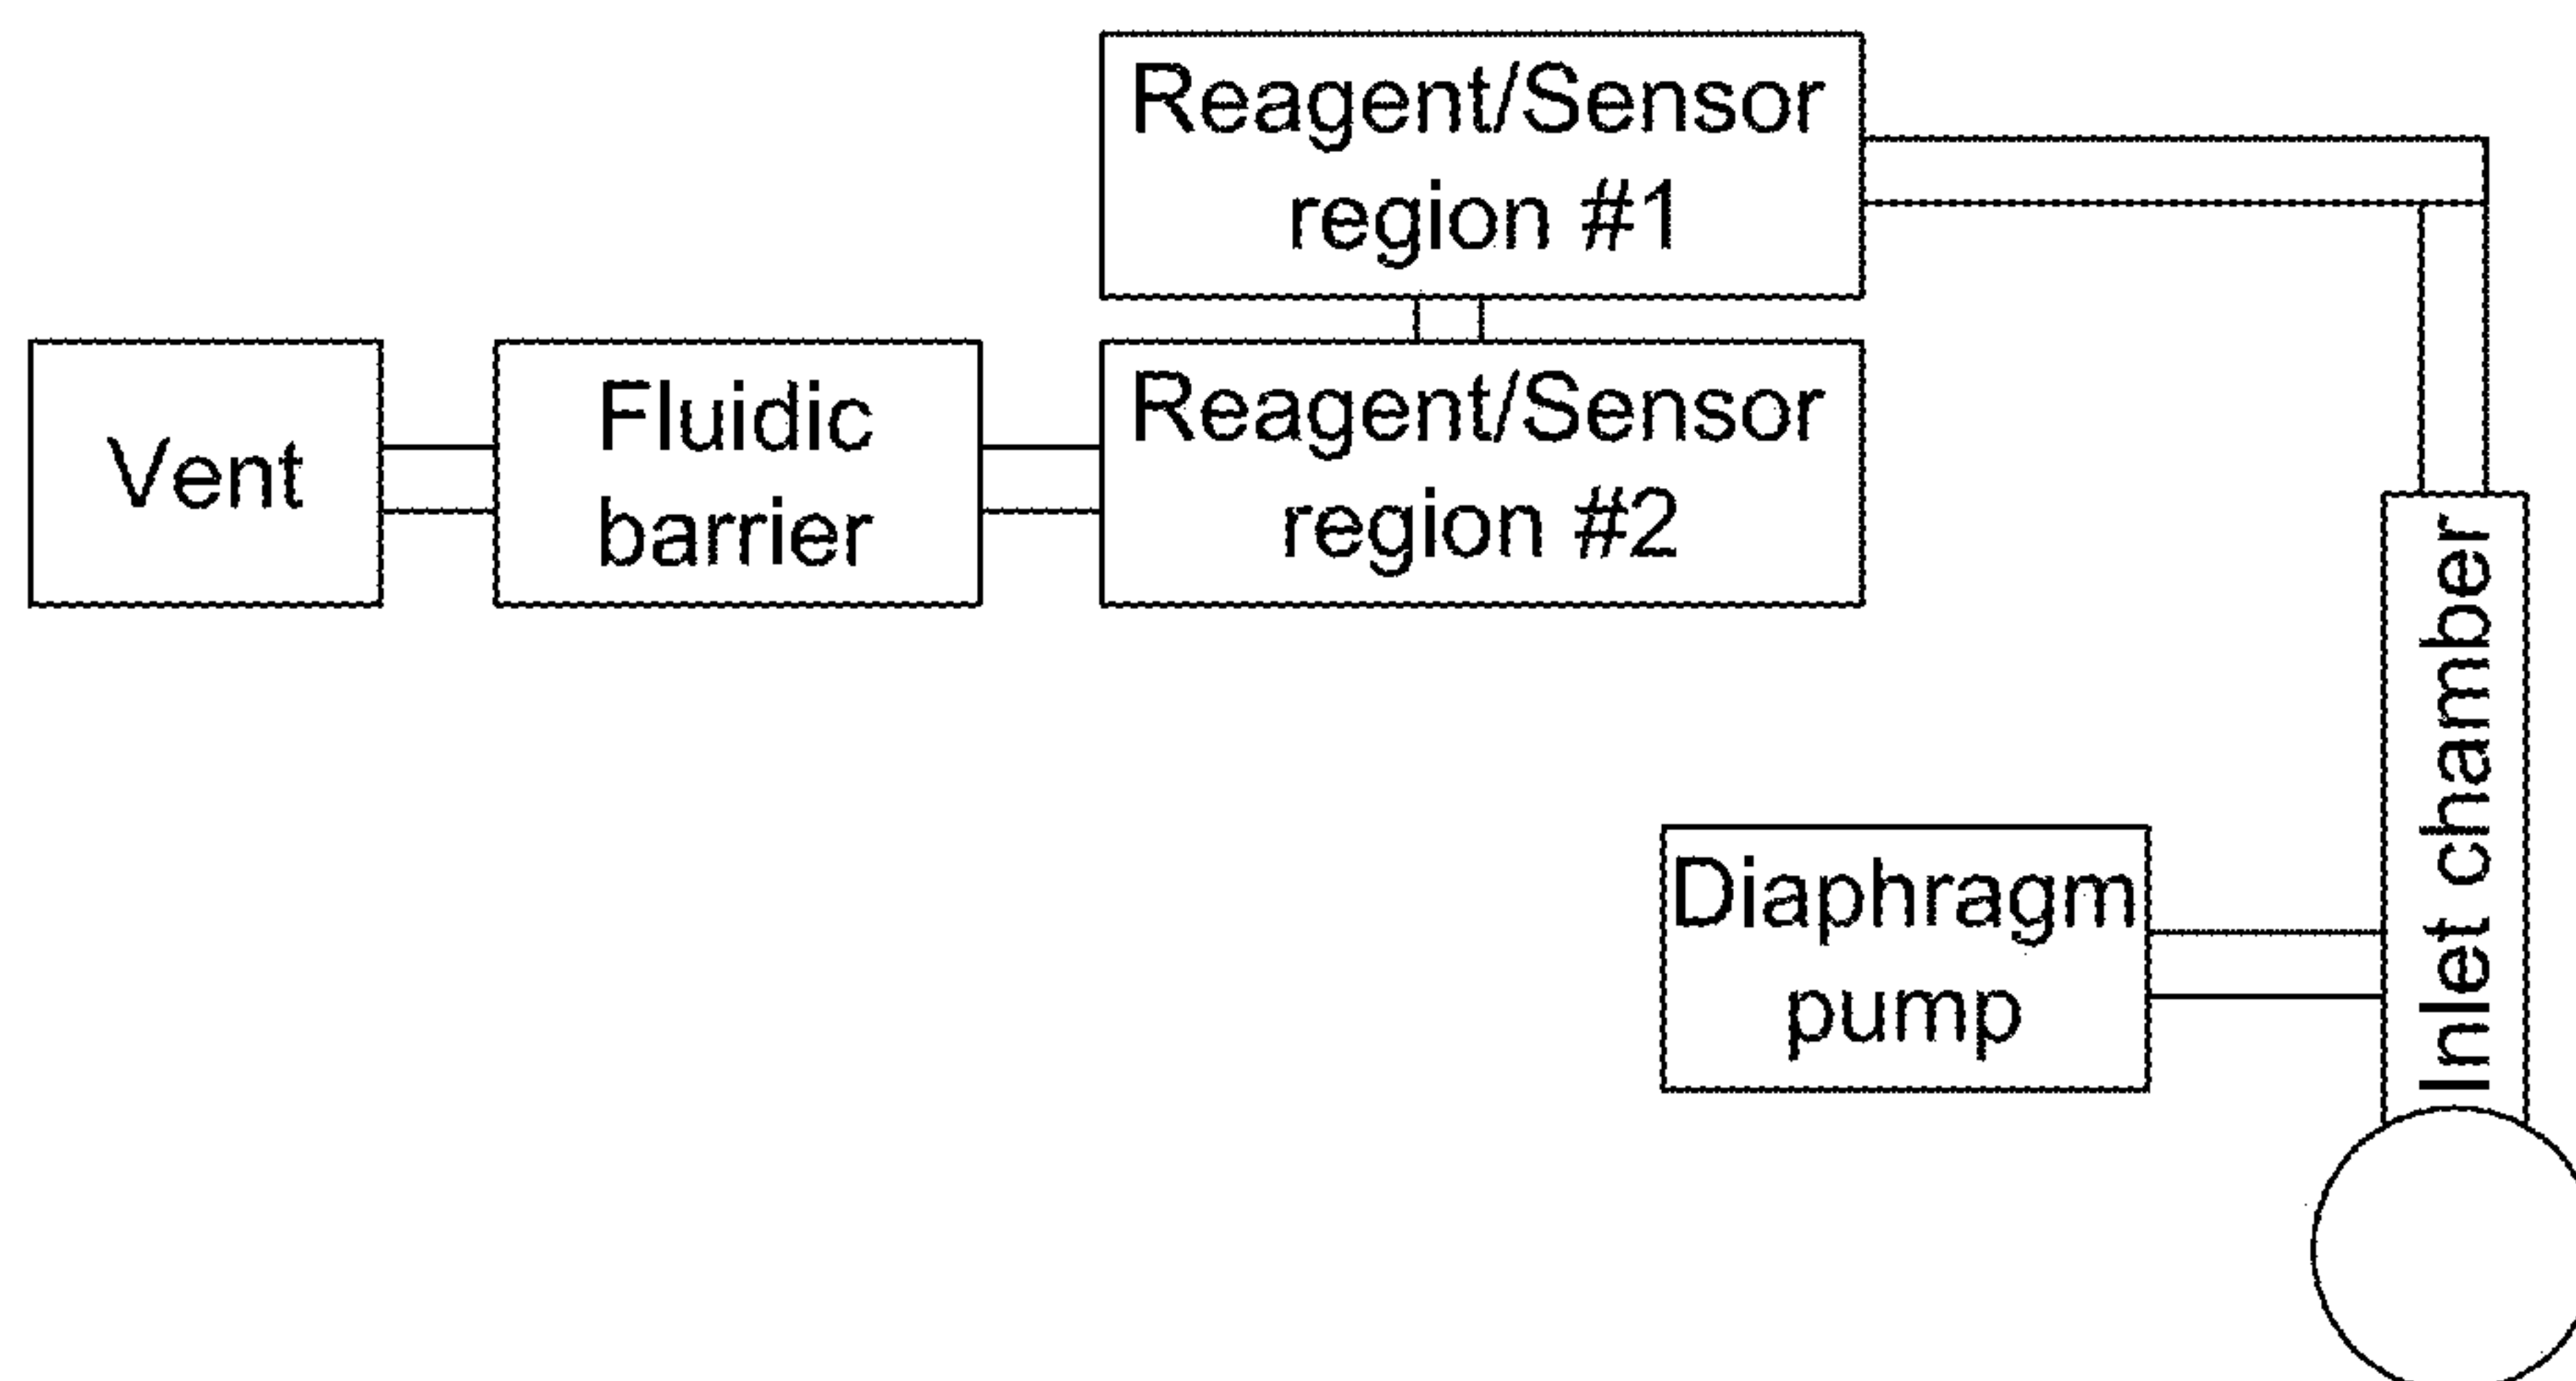 Reagent/Sensor
region #1
Vent
Fluidic
barrier
Reagent/Sensor
region #2
Inlet chamber
Diaphragm
pump